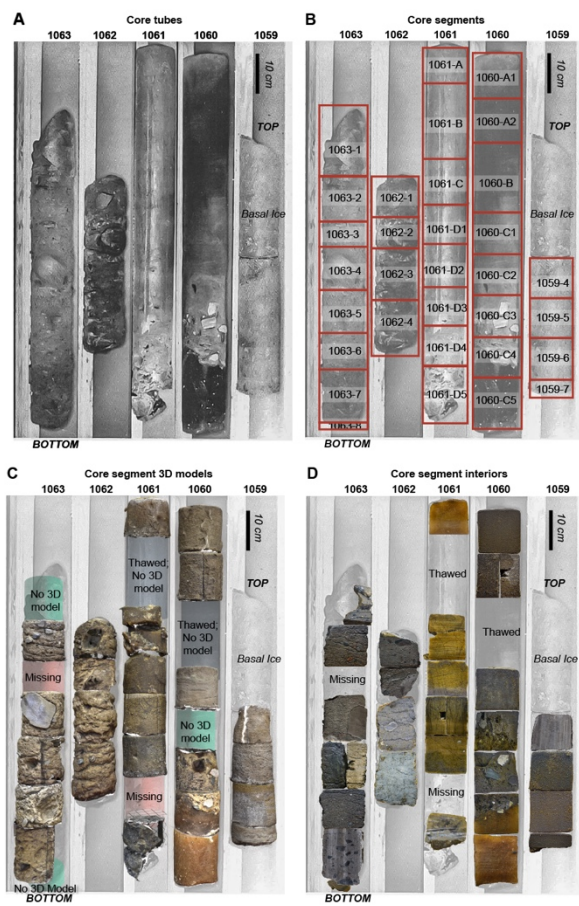 A
Core tubes
1063 1062 1061 1060 1059
10 cm
TOP
Basal Ice
BOTTOM
B
Core segments
1063 1062 1061 1060 1059
10 cm
TOP
Basal Ice
1063-1
1063-2
1063-3
1063-4
1063-5
1063-6
1063-7
1063-8
1062-1
1062-2
1062-3
1062-4
1061-A
1061-B
1061-C
1061-D1
1061-D2
1061-D3
1061-D4
1061-D5
1060-A1
1060-A2
1060-B
1060-C1
1060-C2
1060-C3
1060-C4
1060-C5
1059-4
1059-5
1059-6
1059-7
BOTTOM
C
Core segment 3D models
1063 1062 1061 1060 1059
10 cm
TOP
Basal Ice
No 3D
model
Missing
No 3D Model
Thawed;
No 3D
model
Missing
Thawed;
No 3D
model
No 3D
model
BOTTOM
D
Core segment interiors
1063 1062 1061 1060 1059
10 cm
TOP
Basal Ice
Missing
Thawed
Missing
Thawed
BOTTOM